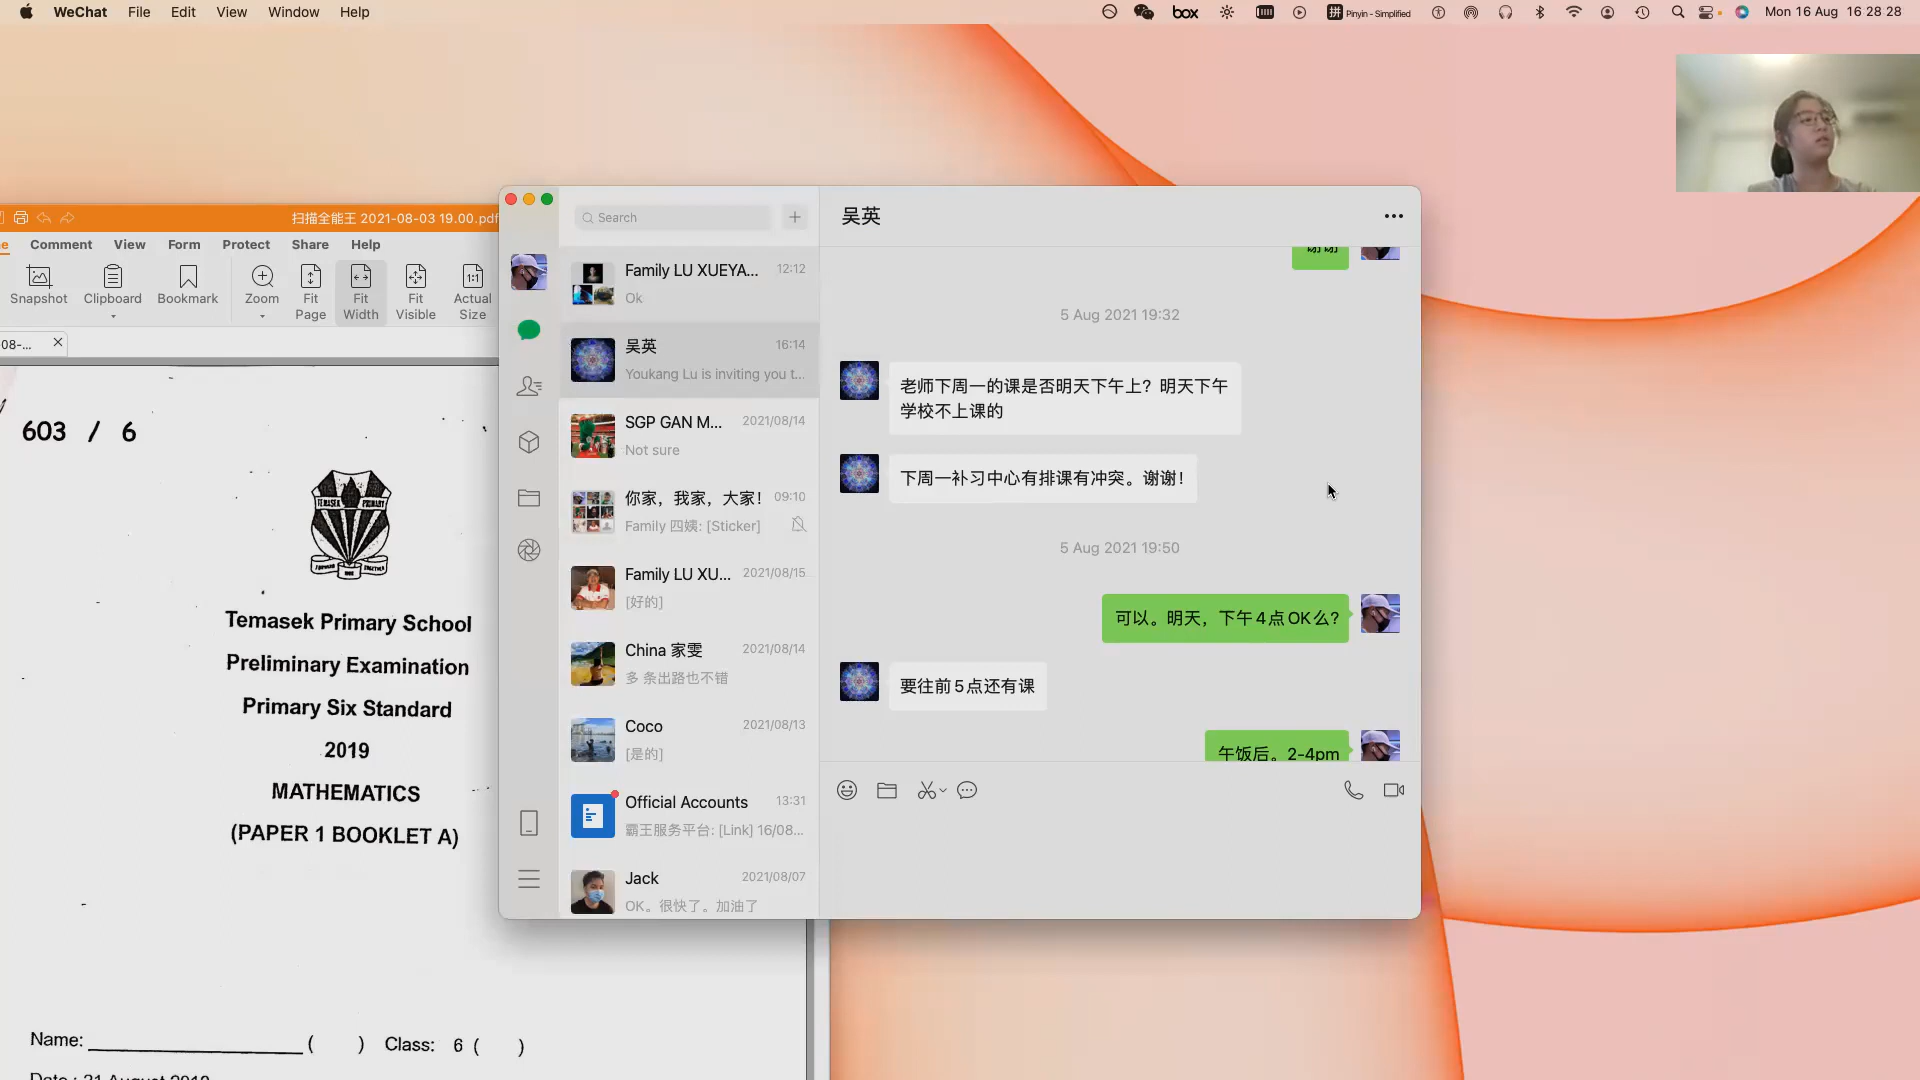 WeChat File Edit View Window Help
box
拼 Pinyin - Simplified
Mon 16 Aug 16 28 28
扫描全能王 2021-08-03 19.00.pdf
Comment View Form Protect Share Help
Snapshot Clipboard Bookmark Zoom Fit Page Fit Width Fit Visible Actual Size
08-...
603 / 6
TEMASEK PRIMARY
Temasek Primary School
Preliminary Examination
Primary Six Standard
2019
MATHEMATICS
(PAPER 1 BOOKLET A)
Name: ( ) Class: 6 ( )
Date : 21 August 2019
Search
Family LU XUEYA... 12:12
Ok
吴英 16:14
Youkang Lu is inviting you t...
SGP GAN M... 2021/08/14
Not sure
你家，我家，大家！ 09:10
Family 四姨: [Sticker]
Family LU XU... 2021/08/15
[好的]
China 家雯 2021/08/14
多 条出路也不错
Coco 2021/08/13
[是的]
Official Accounts 13:31
霸王服务平台: [Link] 16/08...
Jack 2021/08/07
OK。很快了。加油了
吴英
谢谢
5 Aug 2021 19:32
老师下周一的课是否明天下午上？明天下午
学校不上课的
下周一补习中心有排课有冲突。谢谢！
5 Aug 2021 19:50
可以。明天，下午4点OK么？
要往前5点还有课
午饭后。2-4pm